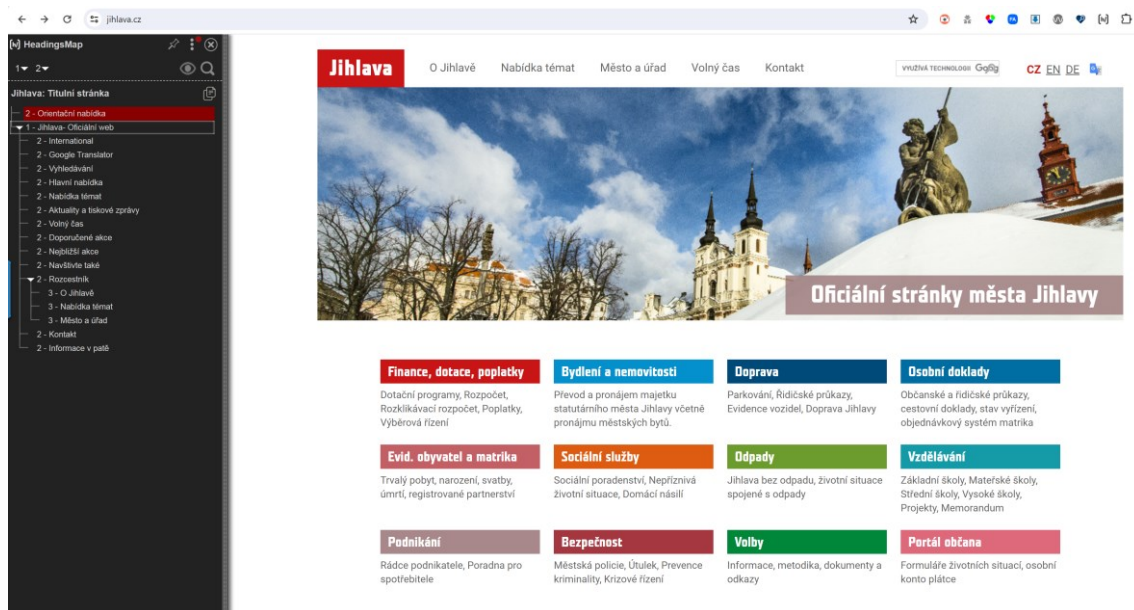 jihlava.cz
HeadingsMap
1 2
Jihlava: Titulní stránka
2 - Orientační nabídka
1 - Jihlava- Oficiální web
2 - International
2 - Google Translator
2 - Vyhledávání
2 - Hlavní nabídka
2 - Nabídka témat
2 - Aktuality a tiskové zprávy
2 - Volný čas
2 - Doporučené akce
2 - Nejbližší akce
2 - Navštivte také
2 - Rozcestník
3 - O Jihlavě
3 - Nabídka témat
3 - Město a úřad
2 - Kontakt
2 - Informace v patě
Jihlava O Jihlavě Nabídka témat Město a úřad Volný čas Kontakt VYUŽÍVÁ TECHNOLOGII Google CZ EN DE
Oficiální stránky města Jihlavy
Finance, dotace, poplatky
Dotační programy, Rozpočet,
Rozklikávací rozpočet, Poplatky,
Výběrová řízení
Bydlení a nemovitosti
Převod a pronájem majetku
statutárního města Jihlavy včetně
pronájmu městských bytů.
Doprava
Parkování, Řidičské průkazy,
Evidence vozidel, Doprava Jihlavy
Osobní doklady
Občanské a řidičské průkazy,
cestovní doklady, stav vyřízení,
objednávkový systém matrika
Evid. obyvatel a matrika
Trvalý pobyt, narození, svatby,
úmrtí, registrované partnerství
Sociální služby
Sociální poradenství, Nepříznivá
životní situace, Domácí násilí
Odpady
Jihlava bez odpadu, životní situace
spojené s odpady
Vzdělávání
Základní školy, Mateřské školy,
Střední školy, Vysoké školy,
Projekty, Memorandum
Podnikání
Rádce podnikatele, Poradna pro
spotřebitele
Bezpečnost
Městská policie, Útulek, Prevence
kriminality, Krizové řízení
Volby
Informace, metodika, dokumenty a
odkazy
Portál občana
Formuláře životních situací, osobní
konto plátce